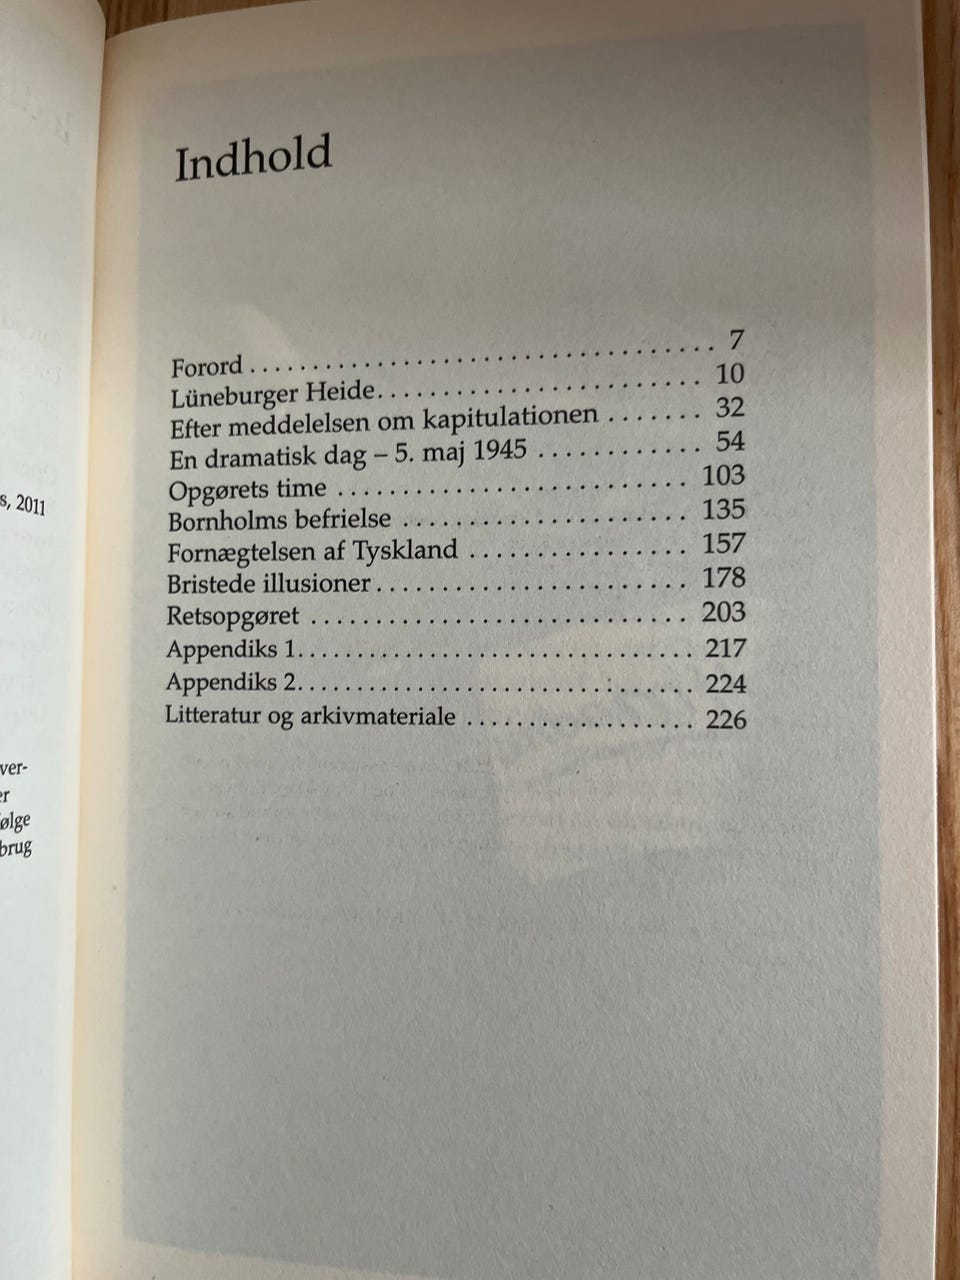 s, 2011
ver-
er
følge
brug
Indhold
Forord . . . . . . . . . . . . . . . . . . . . . . . . . . . . 7
Lüneburger Heide. . . . . . . . . . . . . . . . . . . . 10
Efter meddelelsen om kapitulationen . . . . . . . 32
En dramatisk dag – 5. maj 1945 . . . . . . . . . . . 54
Opgørets time . . . . . . . . . . . . . . . . . . . . . . 103
Bornholms befrielse . . . . . . . . . . . . . . . . . . 135
Fornægtelsen af Tyskland . . . . . . . . . . . . . . 157
Bristede illusioner . . . . . . . . . . . . . . . . . . . 178
Retsopgøret . . . . . . . . . . . . . . . . . . . . . . . 203
Appendiks 1. . . . . . . . . . . . . . . . . . . . . . . . 217
Appendiks 2. . . . . . . . . . . . . . . . . . . . . . . . 224
Litteratur og arkivmateriale . . . . . . . . . . . . . . 226